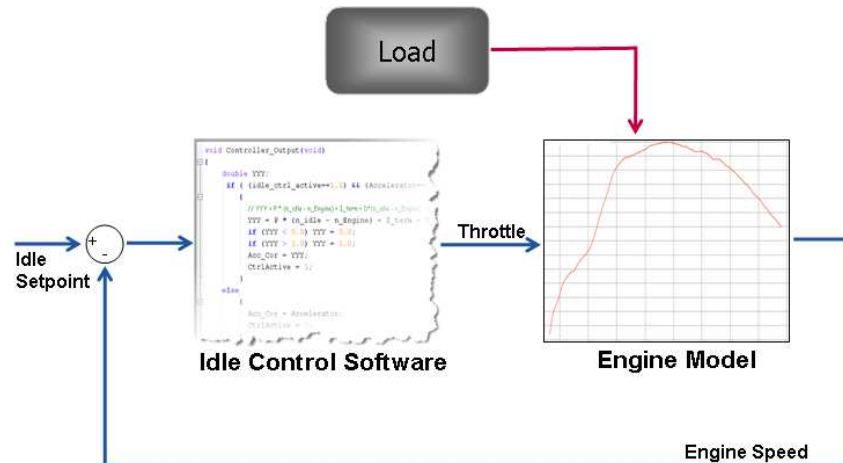 Load
void Controller_Output(void)
{
double YYY;
if ( (idle_ctrl_active==1.0) && (Accelerator==
{
YYY = P * (n_idle - n_Engine) + I_term -
if (YYY < 0.0) YYY = 0.0;
if (YYY > 1.0) YYY = 1.0;
Acc_Cor = YYY;
CtrlActive = 1;
}
else
{
Acc_Cor = Accelerator;
CtrlActive =
+
-
Idle
Setpoint
Throttle
Idle Control Software
Engine Model
Engine Speed